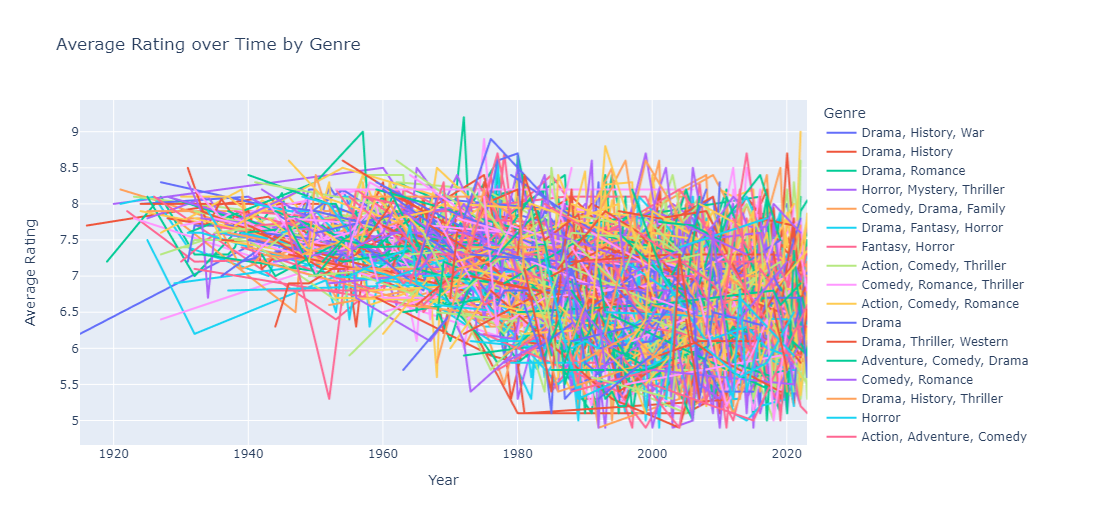 Average Rating over Time by Genre
Genre
Drama, History, War
Drama, History
Drama, Romance
Horror, Mystery, Thriller
Comedy, Drama, Family
Drama, Fantasy, Horror
Fantasy, Horror
Action, Comedy, Thriller
Comedy, Romance, Thriller
Action, Comedy, Romance
Drama
Drama, Thriller, Western
Adventure, Comedy, Drama
Comedy, Romance
Drama, History, Thriller
Horror
Action, Adventure, Comedy
Average Rating
9
8.5
8
7.5
7
6.5
6
5.5
5
1920 1940 1960 1980 2000 2020
Year